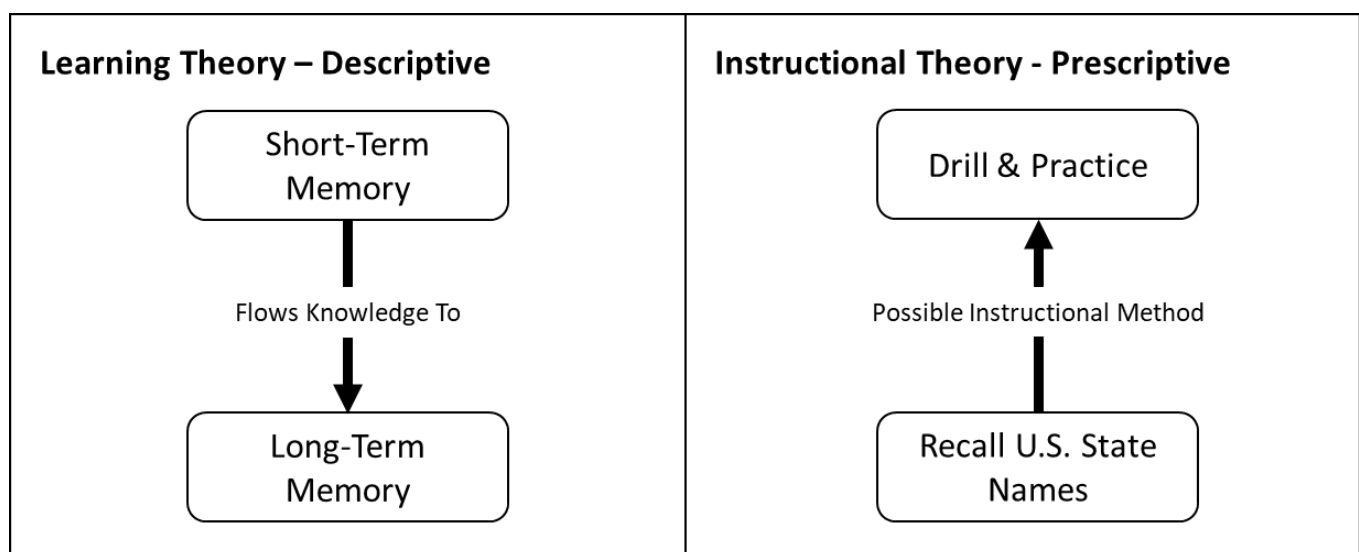 Learning Theory – Descriptive
Short-Term
Memory
Flows Knowledge To
Long-Term
Memory
Instructional Theory - Prescriptive
Drill & Practice
Possible Instructional Method
Recall U.S. State
Names